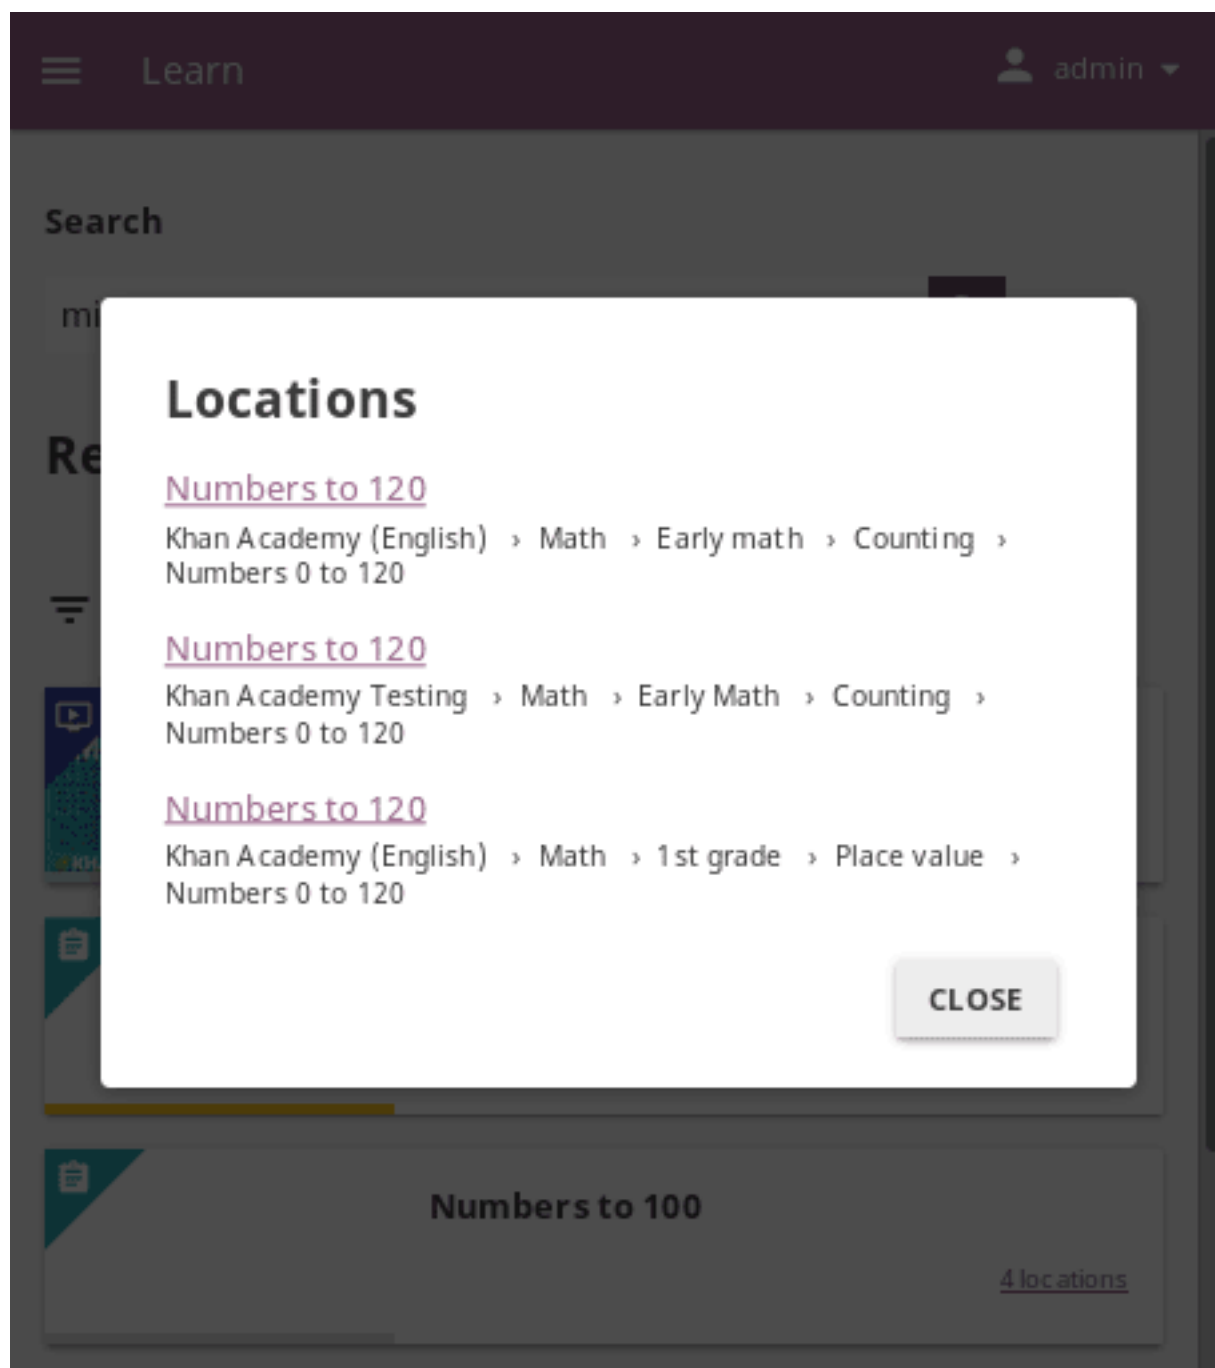 Learn
admin
Search
mi
Re
Locations
Numbers to 120
Khan Academy (English) › Math › Early math › Counting ›
Numbers 0 to 120
Numbers to 120
Khan Academy Testing › Math › Early Math › Counting ›
Numbers 0 to 120
Numbers to 120
Khan Academy (English) › Math › 1st grade › Place value ›
Numbers 0 to 120
CLOSE
Numbers to 100
4 locations